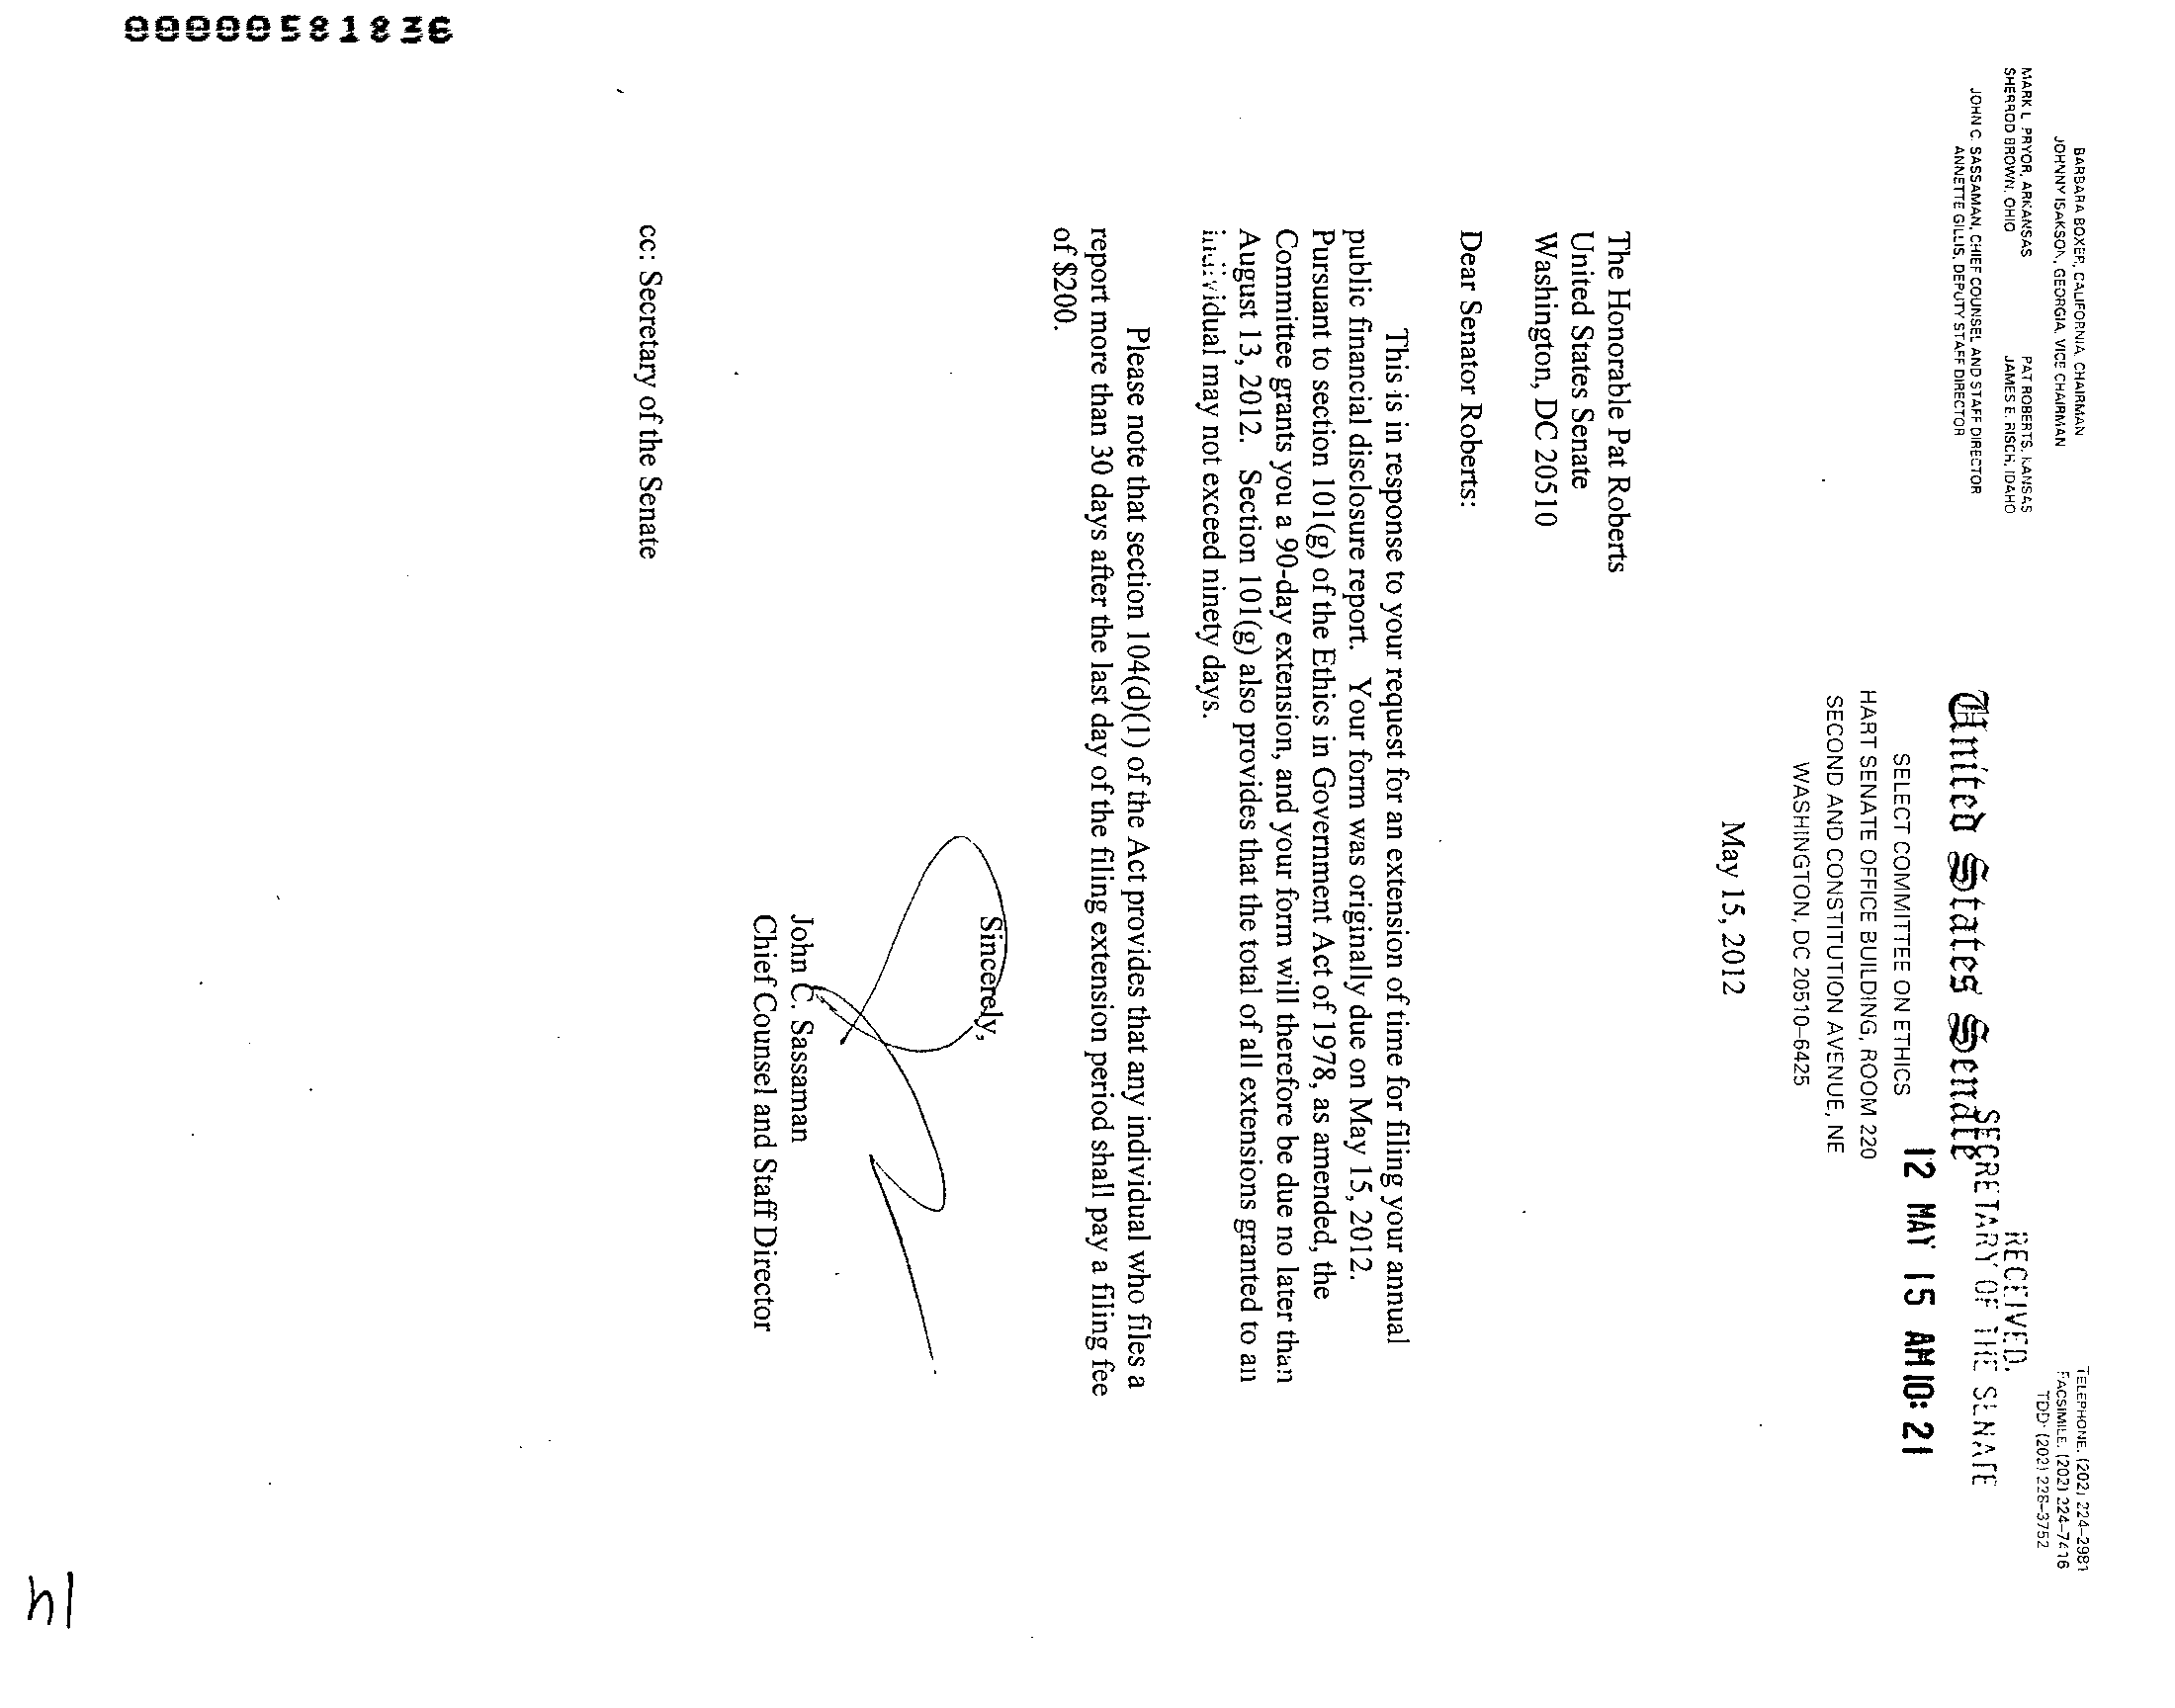 00000581836
BARBARA BOXER, CALIFORNIA, CHAIRMAN
JOHNNY ISAKSON, GEORGIA, VICE CHAIRMAN
MARK L. PRYOR, ARKANSAS PAT ROBERTS, KANSAS
SHERROD BROWN, OHIO JAMES E. RISCH, IDAHO
JOHN C. SASSAMAN, CHIEF COUNSEL AND STAFF DIRECTOR
ANNETTE GILLIS, DEPUTY STAFF DIRECTOR
TELEPHONE: (202) 224-2981
FACSIMILE: (202) 224-7416
TDD: (202) 228-3752
RECEIVED
SECRETARY OF THE SENATE
12 MAY 15 AM 10: 21
United States Senate
SELECT COMMITTEE ON ETHICS
HART SENATE OFFICE BUILDING, ROOM 220
SECOND AND CONSTITUTION AVENUE, NE
WASHINGTON, DC 20510–6425
May 15, 2012
The Honorable Pat Roberts
United States Senate
Washington, DC 20510
Dear Senator Roberts:
This is in response to your request for an extension of time for filing your annual
public financial disclosure report. Your form was originally due on May 15, 2012.
Pursuant to section 101(g) of the Ethics in Government Act of 1978, as amended, the
Committee grants you a 90-day extension, and your form will therefore be due no later than
August 13, 2012. Section 101(g) also provides that the total of all extensions granted to an
individual may not exceed ninety days.
Please note that section 104(d)(1) of the Act provides that any individual who files a
report more than 30 days after the last day of the filing extension period shall pay a filing fee
of $200.
Sincerely,
John C. Sassaman
Chief Counsel and Staff Director
cc: Secretary of the Senate